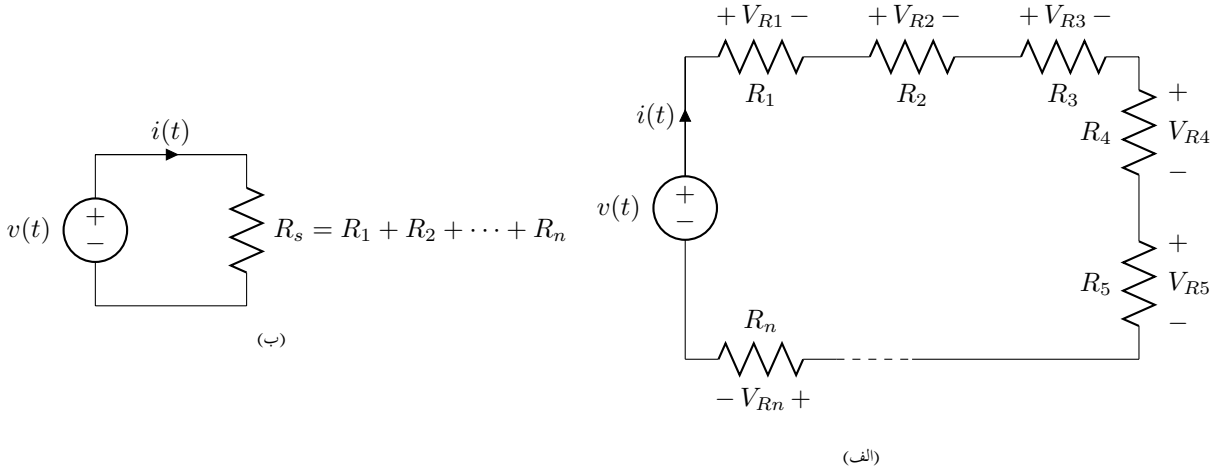 + V_{R1} −
+ V_{R2} −
+ V_{R3} −
R_1
R_2
R_3
i(t)
+
R_4
V_{R4}
−
v(t)
+
−
+
R_5
V_{R5}
−
R_n
− V_{Rn} +
(الف)
i(t)
v(t)
+
−
R_s = R_1 + R_2 + ⋯ + R_n
(ب)